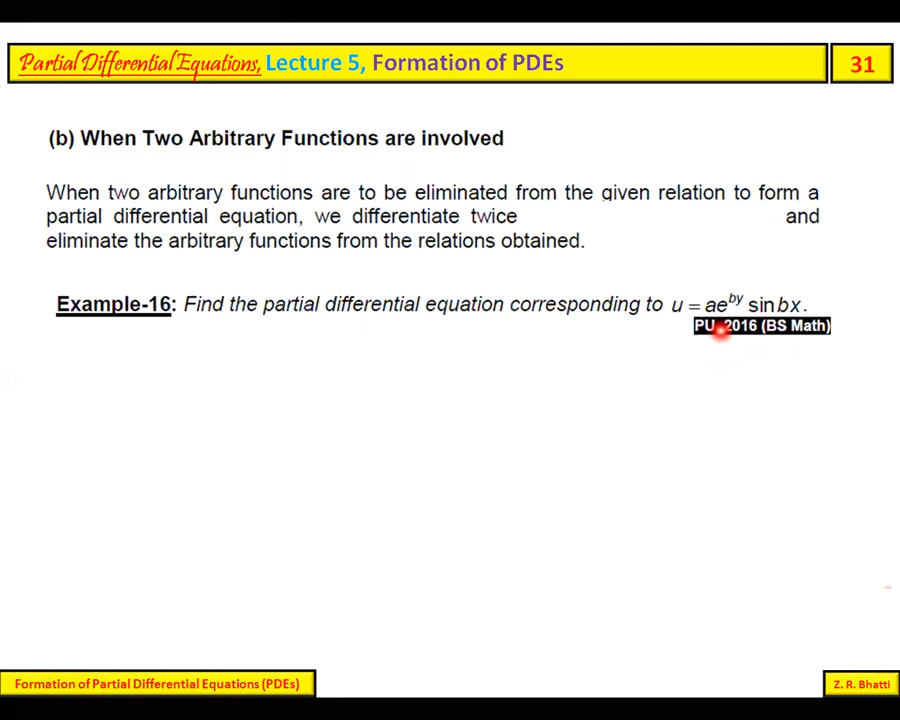 Partial Differential Equations, Lecture 5, Formation of PDEs
31
(b) When Two Arbitrary Functions are involved
When two arbitrary functions are to be eliminated from the given relation to form a
partial differential equation, we differentiate twice and
eliminate the arbitrary functions from the relations obtained.
Example-16: Find the partial differential equation corresponding to u = ae^{by} sin bx.
PU 2016 (BS Math)
Formation of Partial Differential Equations (PDEs)
Z. R. Bhatti